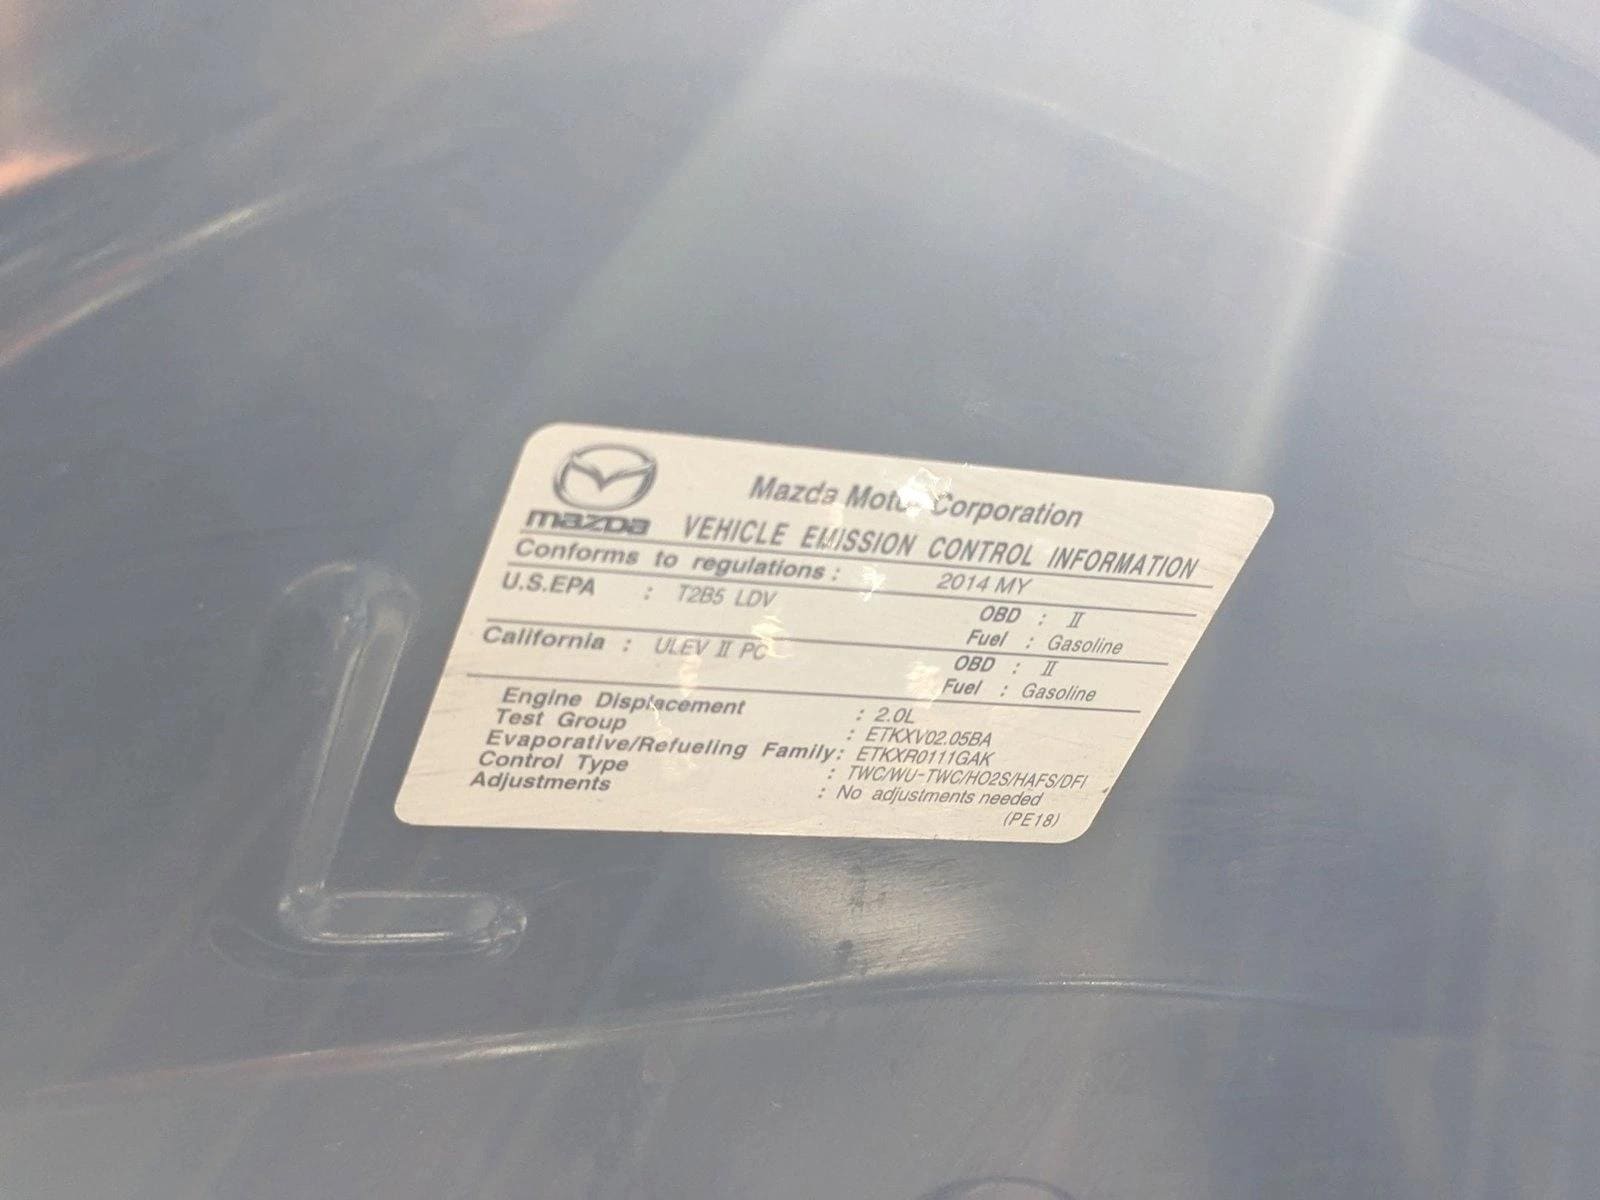 mazda
Mazda Motor Corporation
VEHICLE EMISSION CONTROL INFORMATION
Conforms to regulations : 2014 MY
U.S.EPA : T2B5 LDV OBD : II
Fuel : Gasoline
California : ULEV II PC OBD : II
Fuel : Gasoline
Engine Displacement : 2.0L
Test Group : ETKXV02.05BA
Evaporative/Refueling Family: ETKXR0111GAK
Control Type : TWC/WU-TWC/HO2S/HAFS/DFI
Adjustments : No adjustments needed
(PE18)